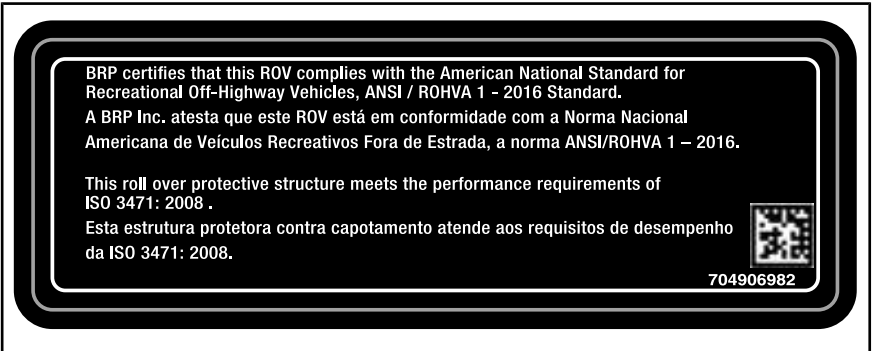 BRP certifies that this ROV complies with the American National Standard for
Recreational Off-Highway Vehicles, ANSI / ROHVA 1 - 2016 Standard.
A BRP Inc. atesta que este ROV está em conformidade com a Norma Nacional
Americana de Veículos Recreativos Fora de Estrada, a norma ANSI/ROHVA 1 – 2016.
This roll over protective structure meets the performance requirements of
ISO 3471: 2008 .
Esta estrutura protetora contra capotamento atende aos requisitos de desempenho
da ISO 3471: 2008.
704906982